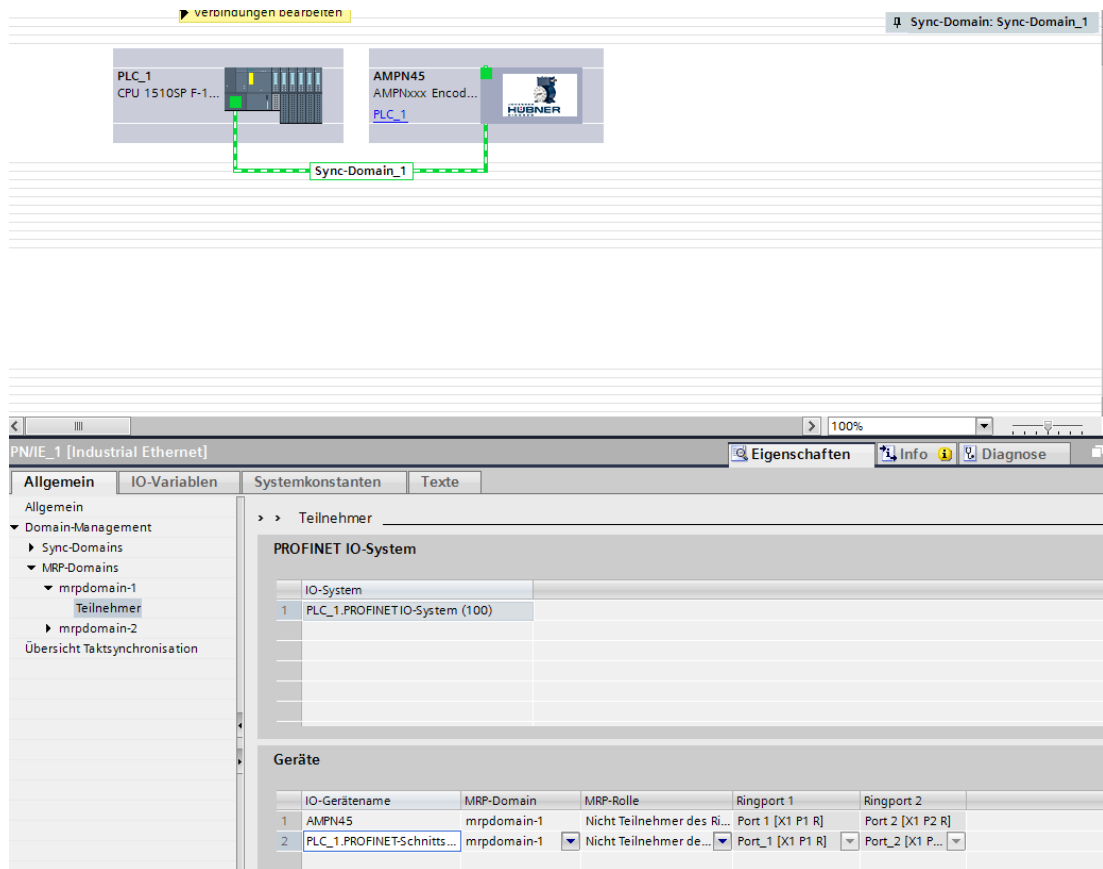 Verbindungen bearbeiten
Sync-Domain: Sync-Domain_1
PLC_1
CPU 1510SP F-1...
AMPN45
AMPNxxx Encod...
PLC_1
HÜBNER
Sync-Domain_1
100%
PN/IE_1 [Industrial Ethernet]
Eigenschaften
Info
Diagnose
Allgemein
IO-Variablen
Systemkonstanten
Texte
Allgemein
Domain-Management
Sync-Domains
MRP-Domains
mrpdomain-1
Teilnehmer
mrpdomain-2
Übersicht Taktsynchronisation
> > Teilnehmer
PROFINET IO-System
IO-System
1 PLC_1.PROFINET IO-System (100)
Geräte
IO-Gerätename MRP-Domain MRP-Rolle Ringport 1 Ringport 2
1 AMPN45 mrpdomain-1 Nicht Teilnehmer des Ri... Port 1 [X1 P1 R] Port 2 [X1 P2 R]
2 PLC_1.PROFINET-Schnitts... mrpdomain-1 Nicht Teilnehmer de... Port_1 [X1 P1 R] Port_2 [X1 P...